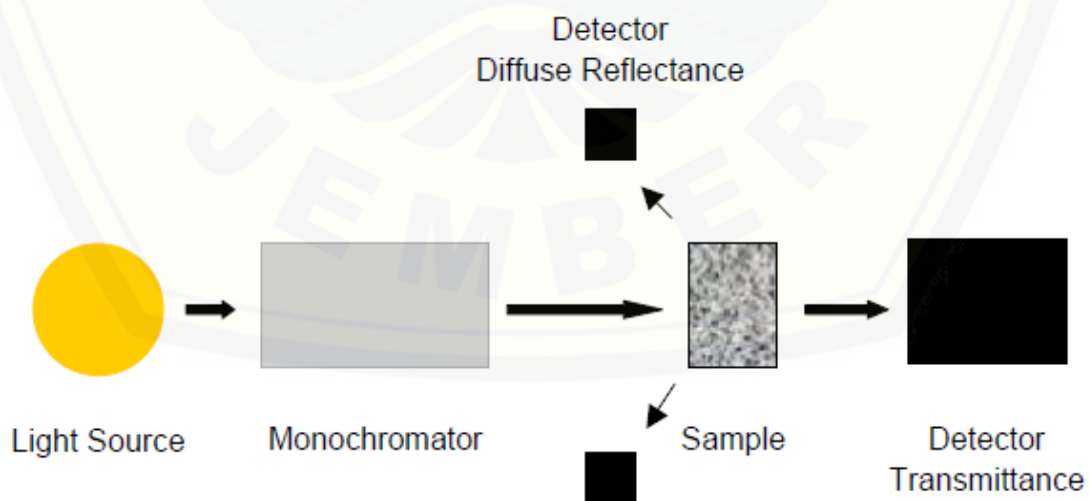 Detector
Diffuse Reflectance
JEMBER
Light Source
Monochromator
Sample
Detector
Transmittance